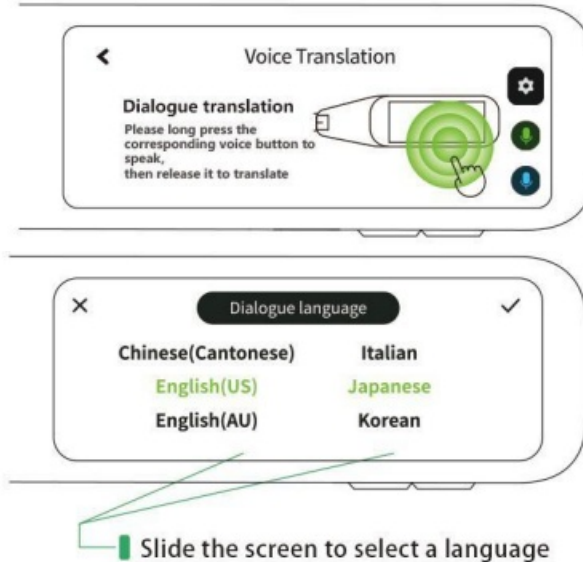 Voice Translation
Dialogue translation
Please long press the
corresponding voice button to
speak,
then release it to translate
Dialogue language
Chinese(Cantonese)
Italian
English(US)
Japanese
English(AU)
Korean
Slide the screen to select a language